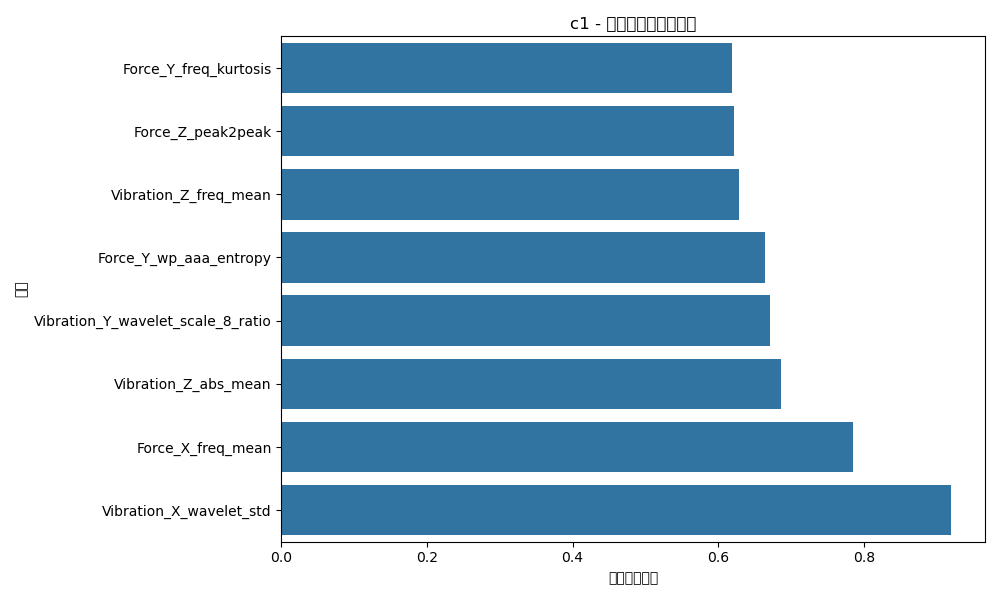 c1 -
Force_Y_freq_kurtosis
Force_Z_peak2peak
Vibration_Z_freq_mean
Force_Y_wp_aaa_entropy
Vibration_Y_wavelet_scale_8_ratio
Vibration_Z_abs_mean
Force_X_freq_mean
Vibration_X_wavelet_std
0.0 0.2 0.4 0.6 0.8